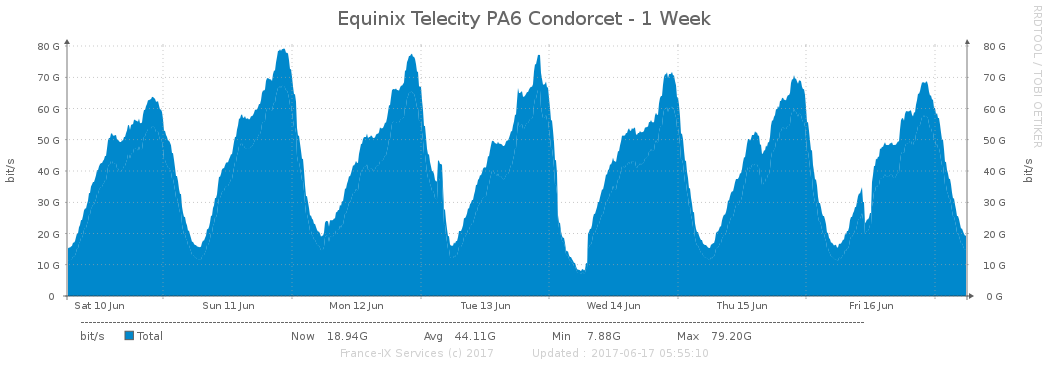 Equinix Telecity PA6 Condorcet - 1 Week
RRDTOOL / TOBI OETIKER
80 G 80 G
70 G 70 G
60 G 60 G
50 G 50 G
40 G 40 G
30 G 30 G
20 G 20 G
10 G 10 G
0 0 G
bit/s bit/s
Sat 10 Jun Sun 11 Jun Mon 12 Jun Tue 13 Jun Wed 14 Jun Thu 15 Jun Fri 16 Jun
bit/s Total Now 18.94G Avg 44.11G Min 7.88G Max 79.20G
France-IX Services (c) 2017 Updated : 2017-06-17 05:55:10